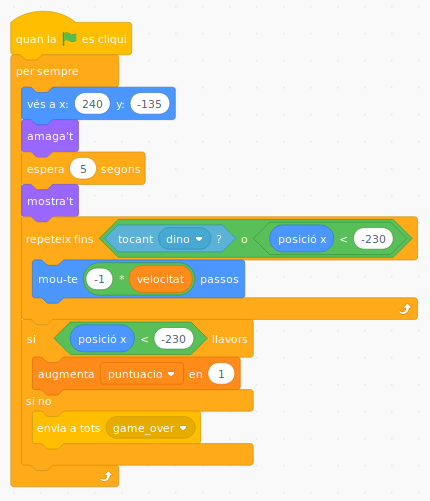 quan la es cliqui
per sempre
vés a x: 240 y: -135
amaga't
espera 5 segons
mostra't
repeteix fins tocant dino ? o posició x < -230
mou-te -1 * velocitat passos
si posició x < -230 llavors
augmenta puntuacio en 1
si no
envia a tots game_over